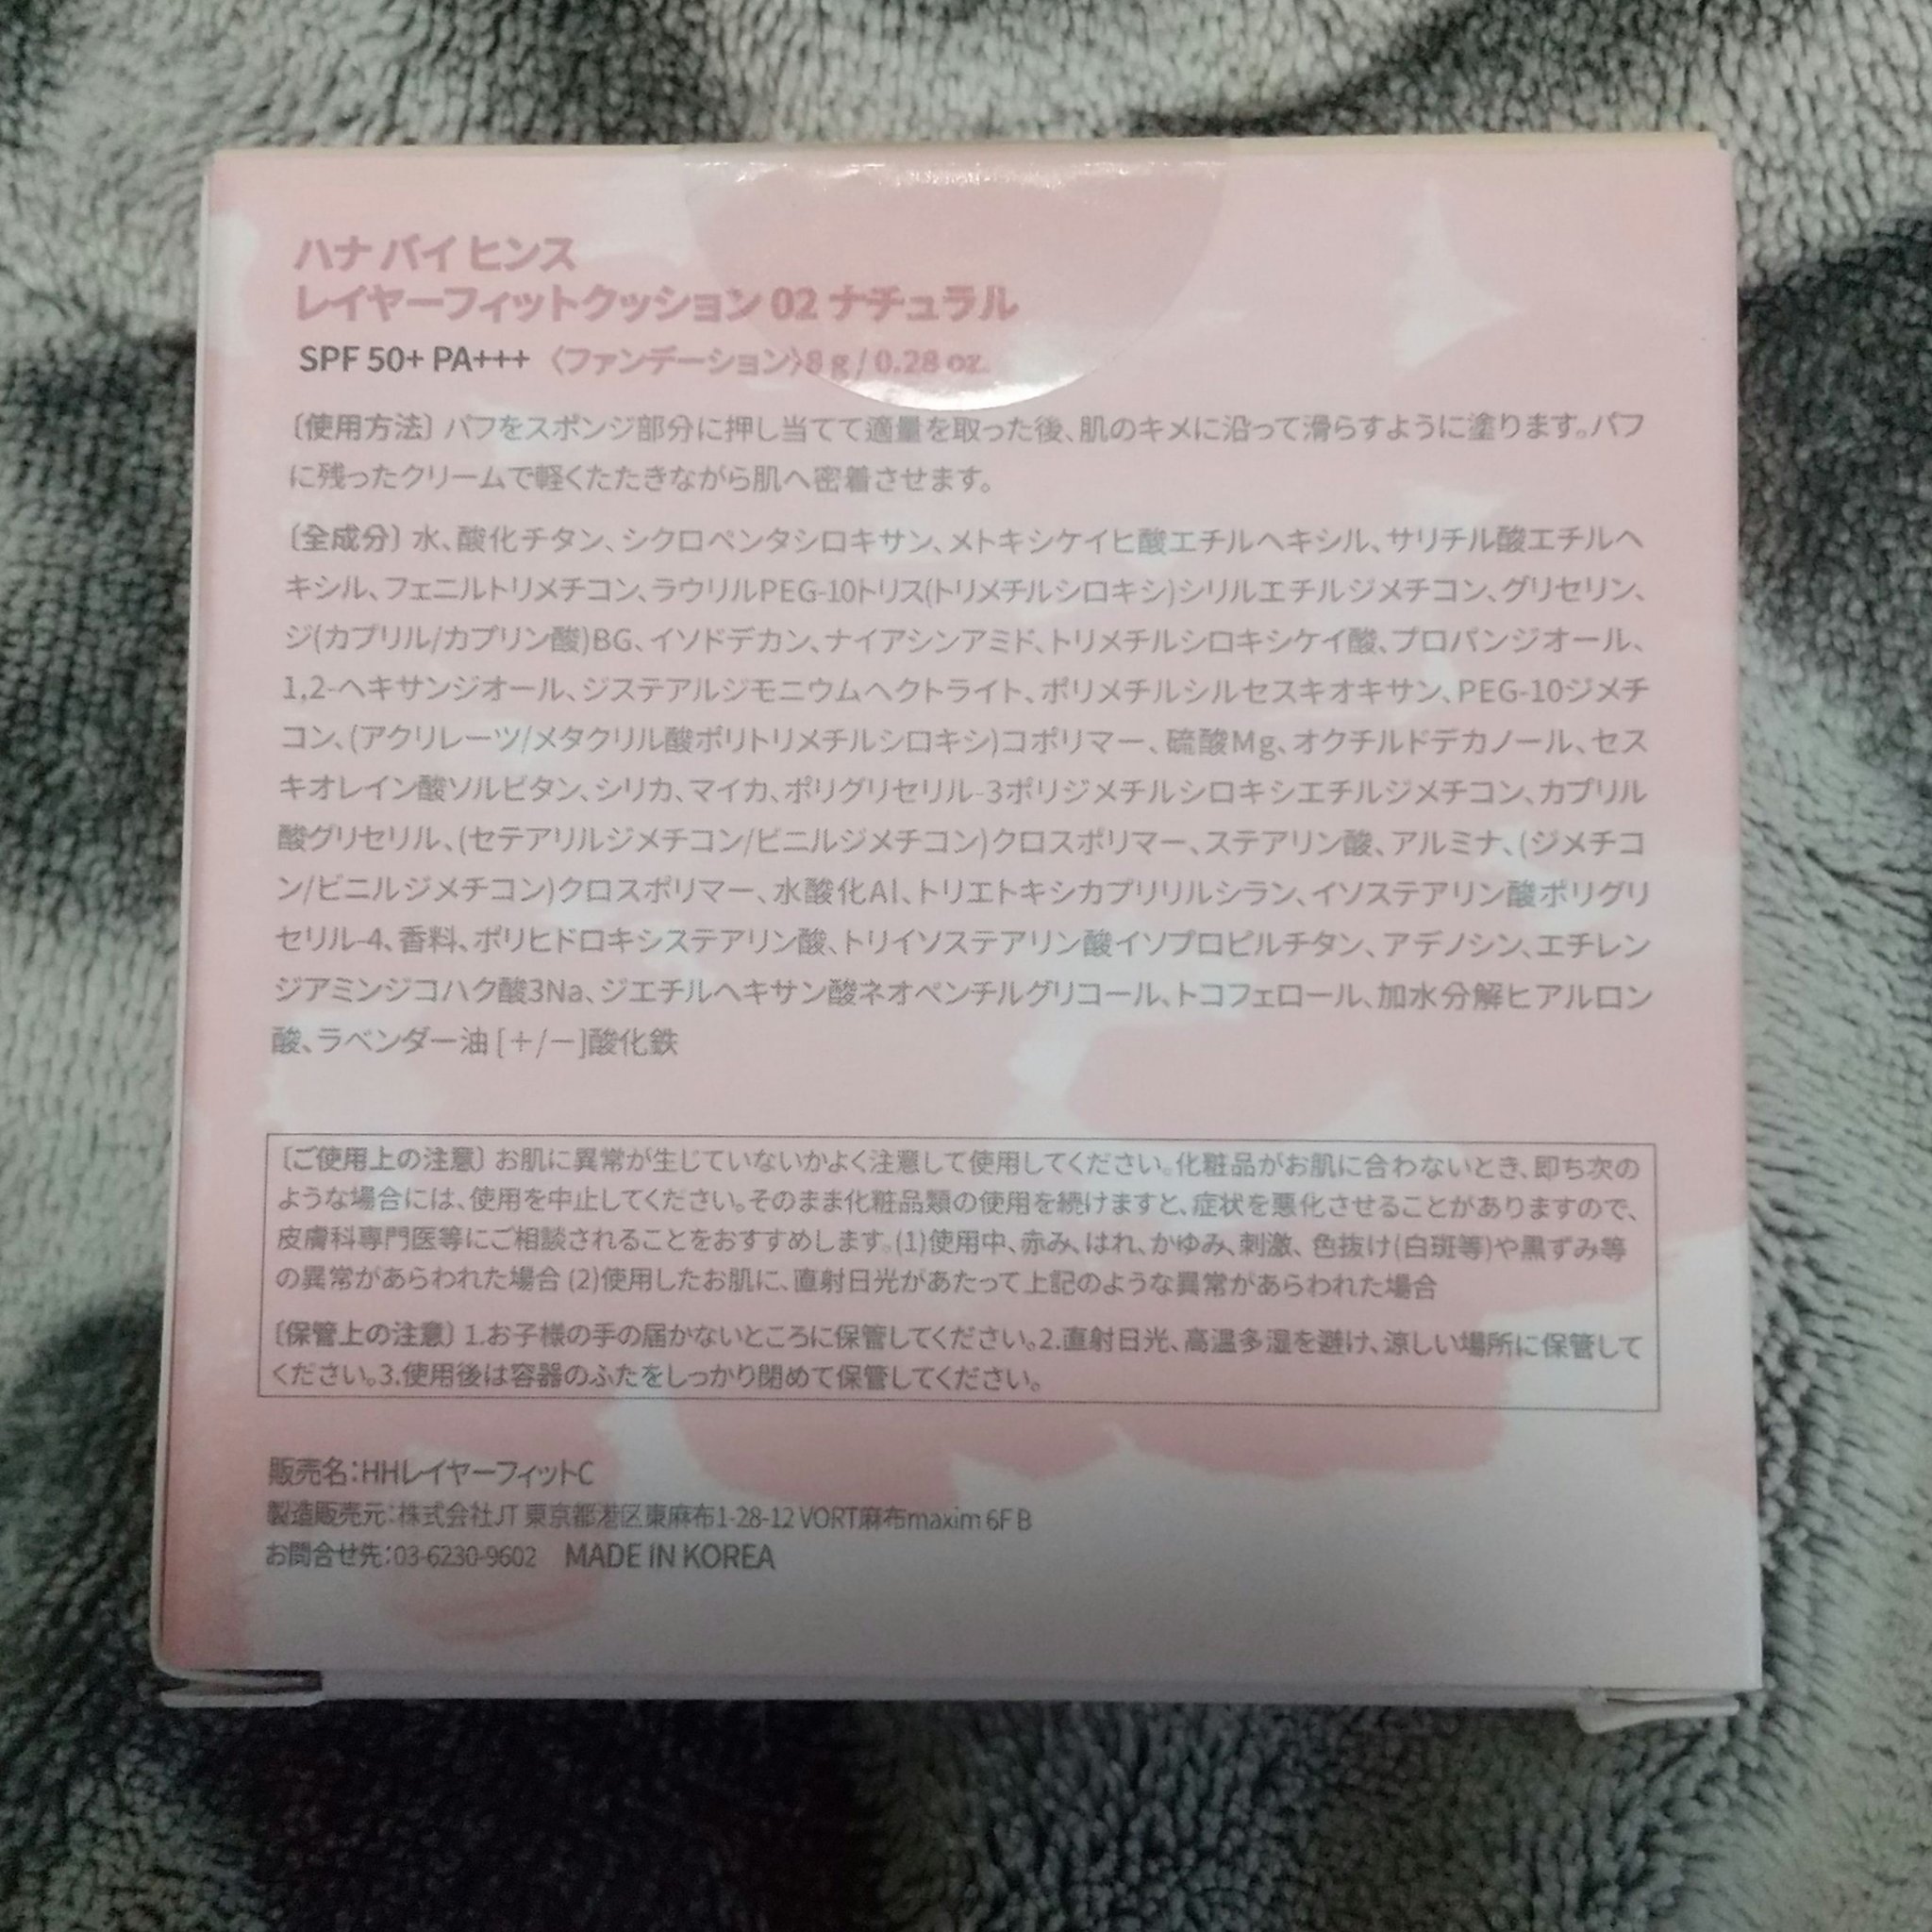 ハナ バイ ヒンス
レイヤーフィットクッション 02 ナチュラル
SPF 50+ PA+++ 〈ファンデーション〉8 g / 0.28 oz.
〔使用方法〕パフをスポンジ部分に押し当てて適量を取った後、肌のキメに沿って滑らすように塗ります。パフ
に残ったクリームで軽くたたきながら肌へ密着させます。
〔全成分〕水、酸化チタン、シクロペンタシロキサン、メトキシケイヒ酸エチルヘキシル、サリチル酸エチルヘ
キシル、フェニルトリメチコン、ラウリルPEG-10トリス(トリメチルシロキシ)シリルエチルジメチコン、グリセリン、
ジ(カプリル/カプリン酸)BG、イソドデカン、ナイアシンアミド、トリメチルシロキシケイ酸、プロパンジオール、
1,2-ヘキサンジオール、ジステアルジモニウムヘクトライト、ポリメチルシルセスキオキサン、PEG-10ジメチ
コン、(アクリレーツ/メタクリル酸ポリトリメチルシロキシ)コポリマー、硫酸Mg、オクチルドデカノール、セス
キオレイン酸ソルビタン、シリカ、マイカ、ポリグリセリル-3ポリジメチルシロキシエチルジメチコン、カプリル
酸グリセリル、(セテアリルジメチコン/ビニルジメチコン)クロスポリマー、ステアリン酸、アルミナ、(ジメチコ
ン/ビニルジメチコン)クロスポリマー、水酸化Al、トリエトキシカプリリルシラン、イソステアリン酸ポリグリ
セリル-4、香料、ポリヒドロキシステアリン酸、トリイソステアリン酸イソプロピルチタン、アデノシン、エチレン
ジアミンジコハク酸3Na、ジエチルヘキサン酸ネオペンチルグリコール、トコフェロール、加水分解ヒアルロン
酸、ラベンダー油 [＋/－]酸化鉄
〔ご使用上の注意〕お肌に異常が生じていないかよく注意して使用してください。化粧品がお肌に合わないとき、即ち次の
ような場合には、使用を中止してください。そのまま化粧品類の使用を続けますと、症状を悪化させることがありますので、
皮膚科専門医等にご相談されることをおすすめします。(1)使用中、赤み、はれ、かゆみ、刺激、色抜け(白斑等)や黒ずみ等
の異常があらわれた場合 (2)使用したお肌に、直射日光があたって上記のような異常があらわれた場合
〔保管上の注意〕1.お子様の手の届かないところに保管してください。2.直射日光、高温多湿を避け、涼しい場所に保管して
ください。3.使用後は容器のふたをしっかり閉めて保管してください。
販売名：HHレイヤーフィットC
製造販売元：株式会社JT 東京都港区東麻布1-28-12 VORT麻布maxim 6F B
お問合せ先：03-6230-9602 MADE IN KOREA